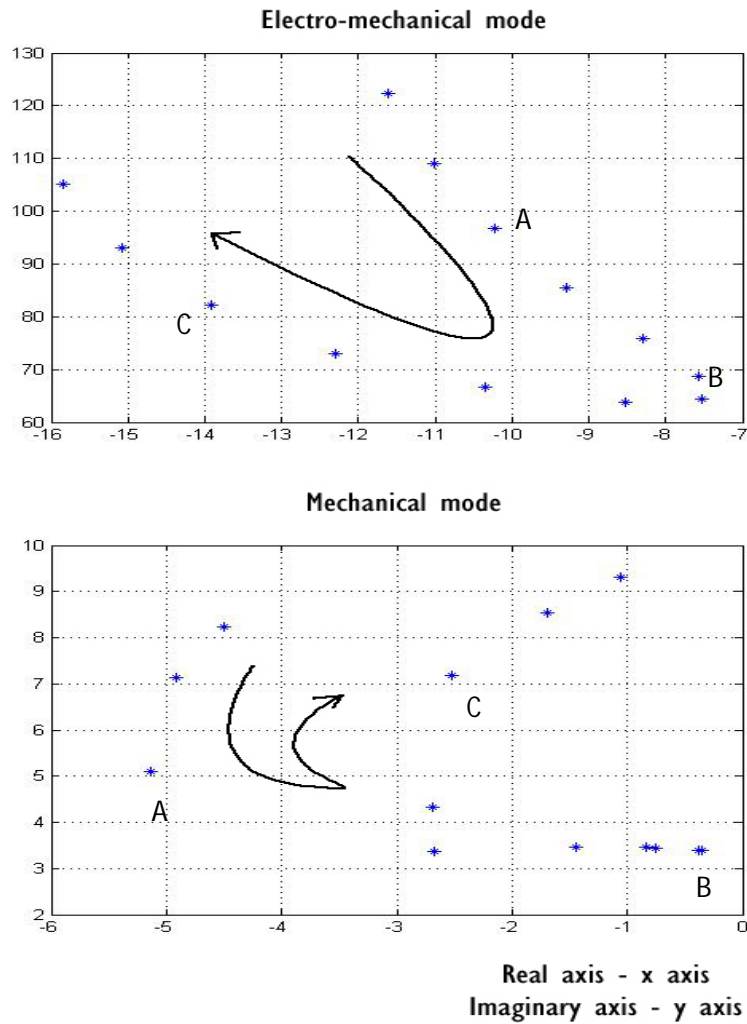 Electro-mechanical mode
130
120
110
100
90
80
70
60
A
B
C
-16 -15 -14 -13 -12 -11 -10 -9 -8 -7
Mechanical mode
10
9
8
7
6
5
4
3
2
C
A
B
-6 -5 -4 -3 -2 -1 0
Real axis - x axis
Imaginary axis - y axis